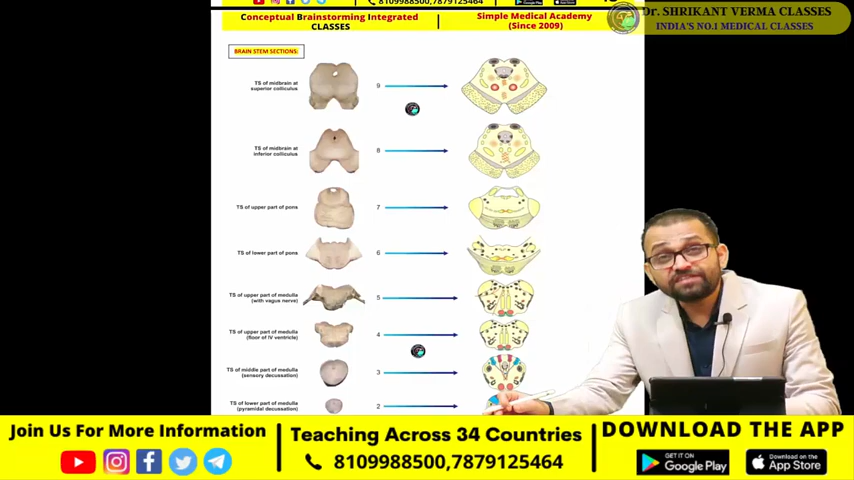 8109988500,7879125464
Conceptual Brainstorming Integrated
CLASSES
Simple Medical Academy
(Since 2009)
Dr. SHRIKANT VERMA CLASSES
INDIA'S NO.1 MEDICAL CLASSES
BRAIN STEM SECTIONS:
TS of midbrain at
superior colliculus
9
TS of midbrain at
inferior colliculus
8
TS of upper part of pons
7
TS of lower part of pons
6
TS of upper part of medulla
(with vagus nerve)
5
TS of upper part of medulla
(floor of IV ventricle)
4
TS of middle part of medulla
(sensory decussation)
3
TS of lower part of medulla
(pyramidal decussation)
2
Join Us For More Information
Teaching Across 34 Countries
8109988500,7879125464
DOWNLOAD THE APP
GET IT ON
Google Play
Download on the
App Store